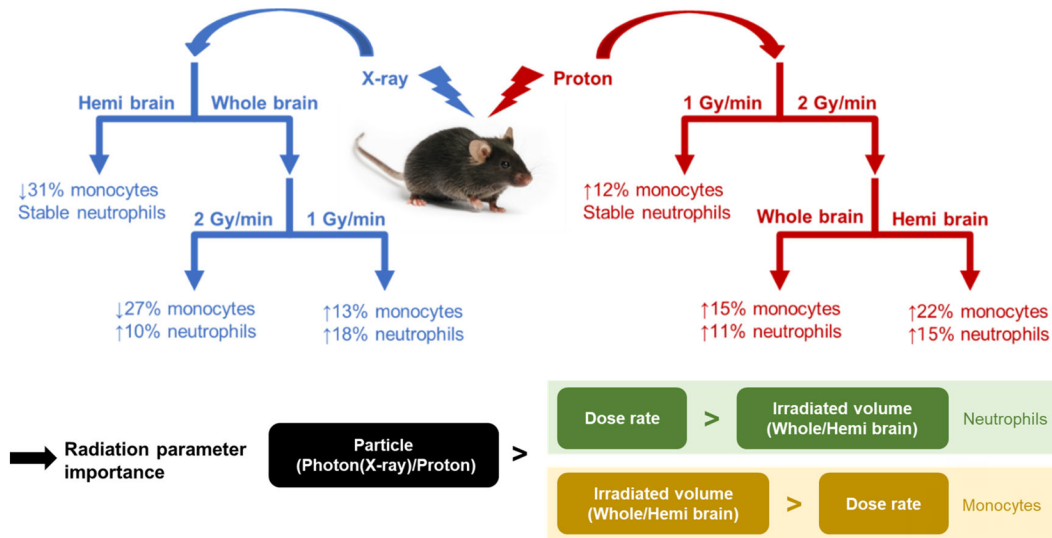 X-ray
Proton
Hemi brain
Whole brain
1 Gy/min
2 Gy/min
↓31% monocytes
Stable neutrophils
↑12% monocytes
Stable neutrophils
2 Gy/min
1 Gy/min
Whole brain
Hemi brain
↓27% monocytes
↑10% neutrophils
↑13% monocytes
↑18% neutrophils
↑15% monocytes
↑11% neutrophils
↑22% monocytes
↑15% neutrophils
Radiation parameter
importance
Particle
(Photon(X-ray)/Proton)
>
Dose rate
>
Irradiated volume
(Whole/Hemi brain)
Neutrophils
Irradiated volume
(Whole/Hemi brain)
>
Dose rate
Monocytes